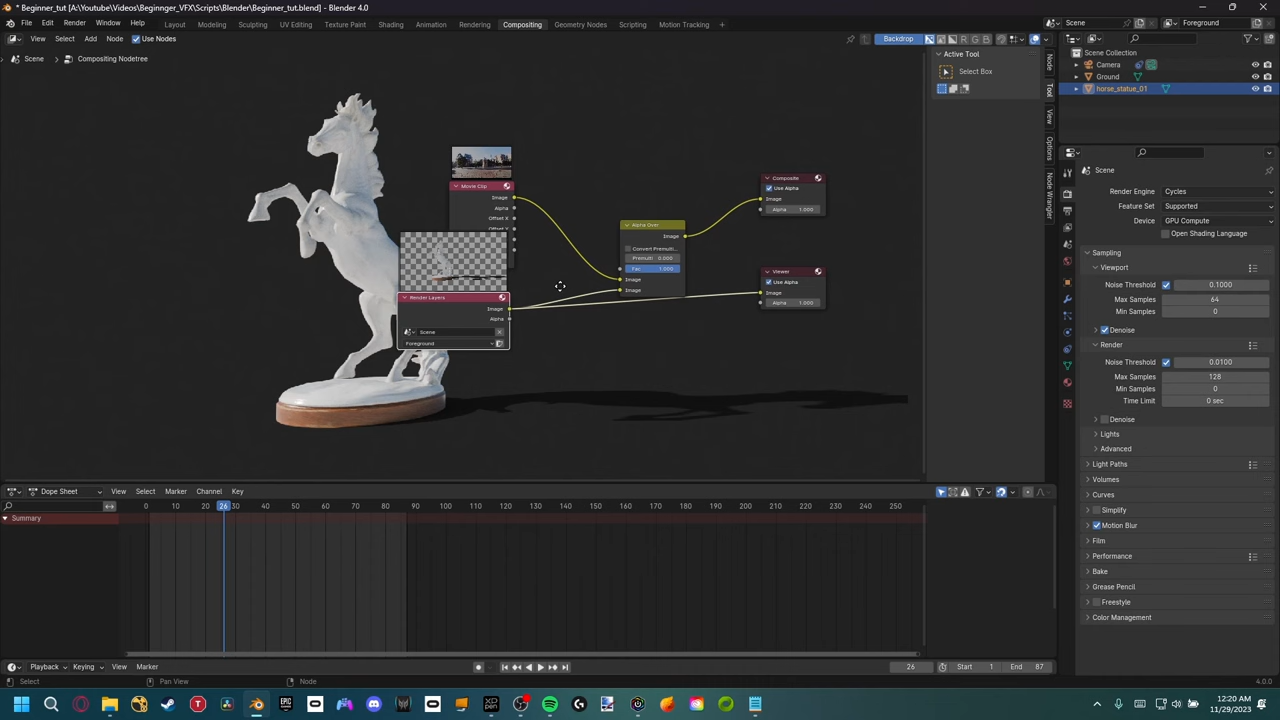 * Beginner_tut [A:\Youtube\Videos\Beginnger_VFX\Scripts\Blender\Beginner_tut.blend] - Blender 4.0
File Edit Render Window Help Layout Modeling Sculpting UV Editing Texture Paint Shading Animation Rendering Compositing Geometry Nodes Scripting Motion Tracking Scene Foreground
View Select Add Node Use Nodes Backdrop R G B
Scene > Compositing Nodetree
Active Tool
Select Box
Node
Tool
View
Options
Node Wrangler
Scene Collection
Camera
Ground
horse_statue_01
Movie Clip
Image
Alpha
Offset X
Offset Y
Render Layers
Image
Alpha
Scene
Foreground
Alpha Over
Image
Convert Premulti...
Premulti 0.000
Fac 1.000
Image
Image
Composite
Use Alpha
Image
Alpha 1.000
Viewer
Use Alpha
Image
Alpha 1.000
Scene
Render Engine Cycles
Feature Set Supported
Device GPU Compute
Open Shading Language
Sampling
Viewport
Noise Threshold 0.1000
Max Samples 64
Min Samples 0
Denoise
Render
Noise Threshold 0.0100
Max Samples 128
Min Samples 0
Time Limit 0 sec
Denoise
Lights
Advanced
Light Paths
Volumes
Curves
Simplify
Motion Blur
Film
Performance
Bake
Grease Pencil
Freestyle
Color Management
Dope Sheet View Select Marker Channel Key
0 10 20 26 30 40 50 60 70 80 90 100 110 120 130 140 150 160 170 180 190 200 210 220 230 240 250
Summary
Playback Keying View Marker 26 Start 1 End 87
Select Pan View Node 4.0.0
12:20 AM
11/29/2023